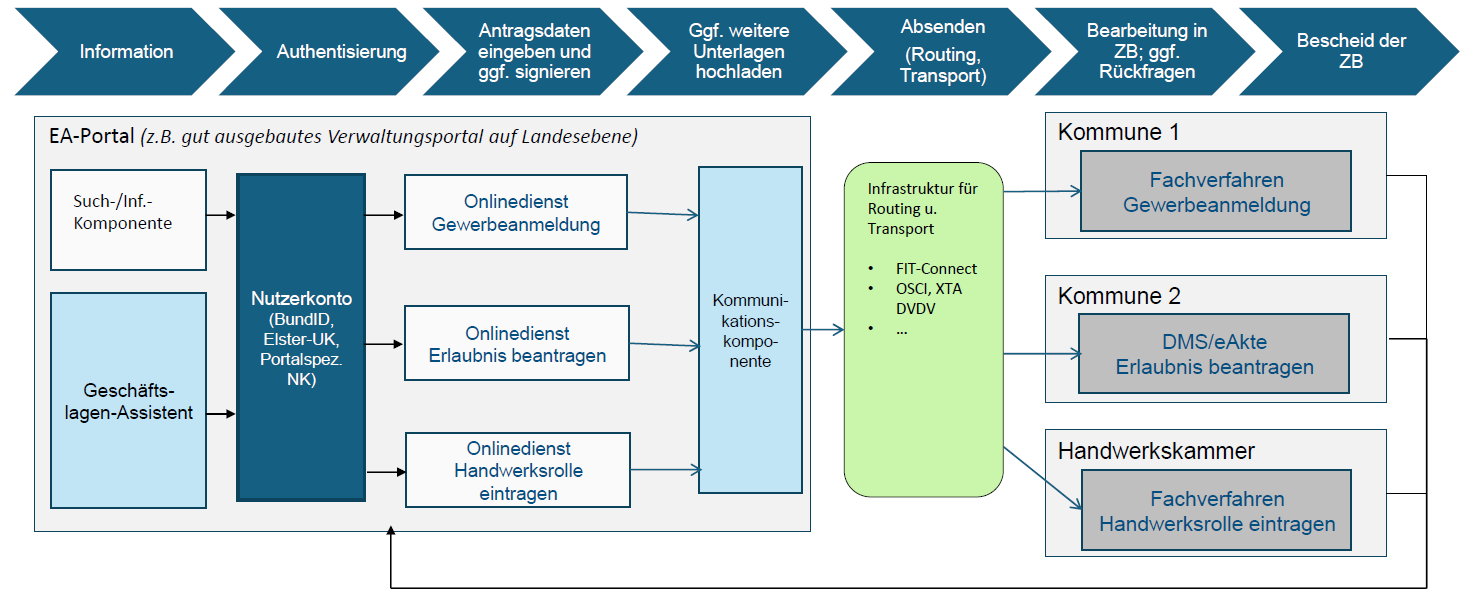 Information
Authentisierung
Antragsdaten
eingeben und
ggf. signieren
Ggf. weitere
Unterlagen
hochladen
Absenden
(Routing,
Transport)
Bearbeitung in
ZB; ggf.
Rückfragen
Bescheid der
ZB
EA-Portal (z.B. gut ausgebautes Verwaltungsportal auf Landesebene)
Such-/Inf.-
Komponente
Geschäfts-
lagen-Assistent
Nutzerkonto
(BundID,
Elster-UK,
Portalspez.
NK)
Onlinedienst
Gewerbeanmeldung
Onlinedienst
Erlaubnis beantragen
Onlinedienst
Handwerksrolle
eintragen
Kommuni-
kations-
kompo-
nente
Infrastruktur für
Routing u.
Transport
• FIT-Connect
• OSCI, XTA
DVDV
• ...
Kommune 1
Fachverfahren
Gewerbeanmeldung
Kommune 2
DMS/eAkte
Erlaubnis beantragen
Handwerkskammer
Fachverfahren
Handwerksrolle eintragen